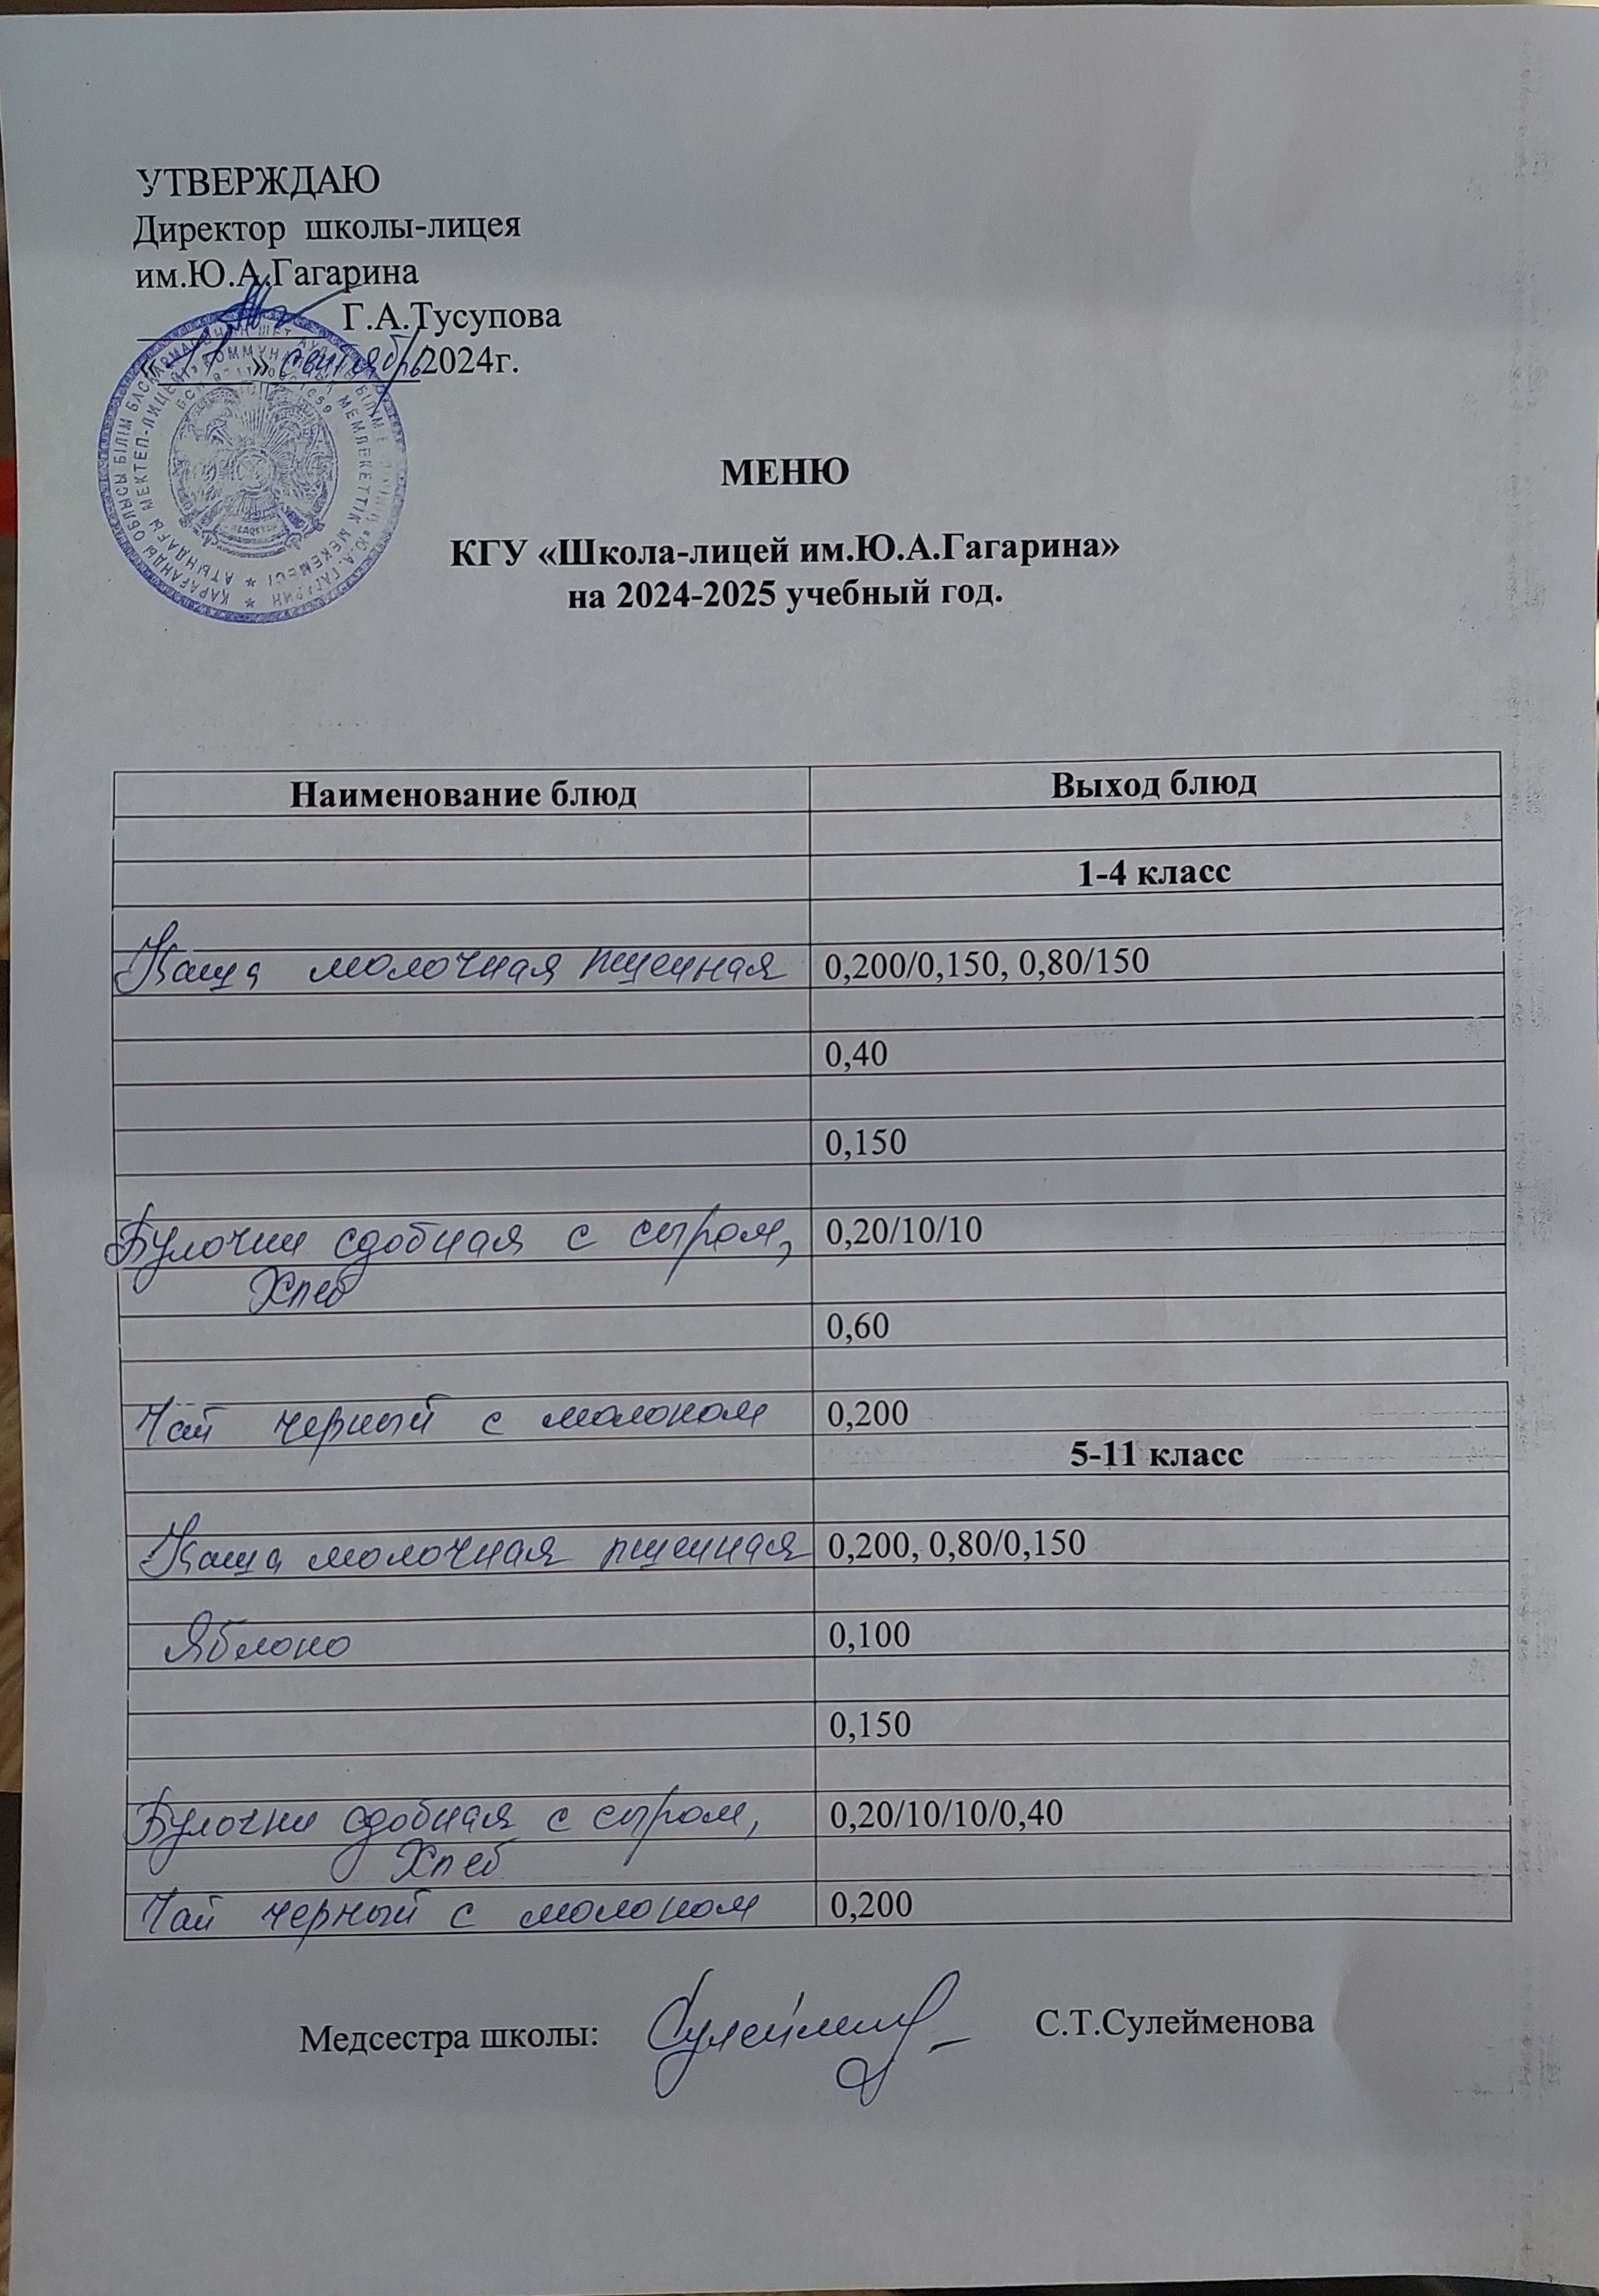 УТВЕРЖДАЮ
Директор школы-лицея
им.Ю.А.Гагарина
Г.А.Тусупова
« » сентябрь 2024г.
МЕНЮ
КГУ «Школа-лицей им.Ю.А.Гагарина»
на 2024-2025 учебный год.
Наименование блюд Выход блюд
1-4 класс
Каша молочная пшенная 0,200/0,150, 0,80/150
0,40
0,150
Булочки сдобная с сыром, 0,20/10/10
Хлеб
0,60
Чай черный с молоком 0,200
5-11 класс
Каша молочная пшенная 0,200, 0,80/0,150
Яблоко 0,100
0,150
Булочки сдобная с сыром, 0,20/10/10/0,40
Хлеб
Чай черный с молоком 0,200
Медсестра школы: С.Т.Сулейменова